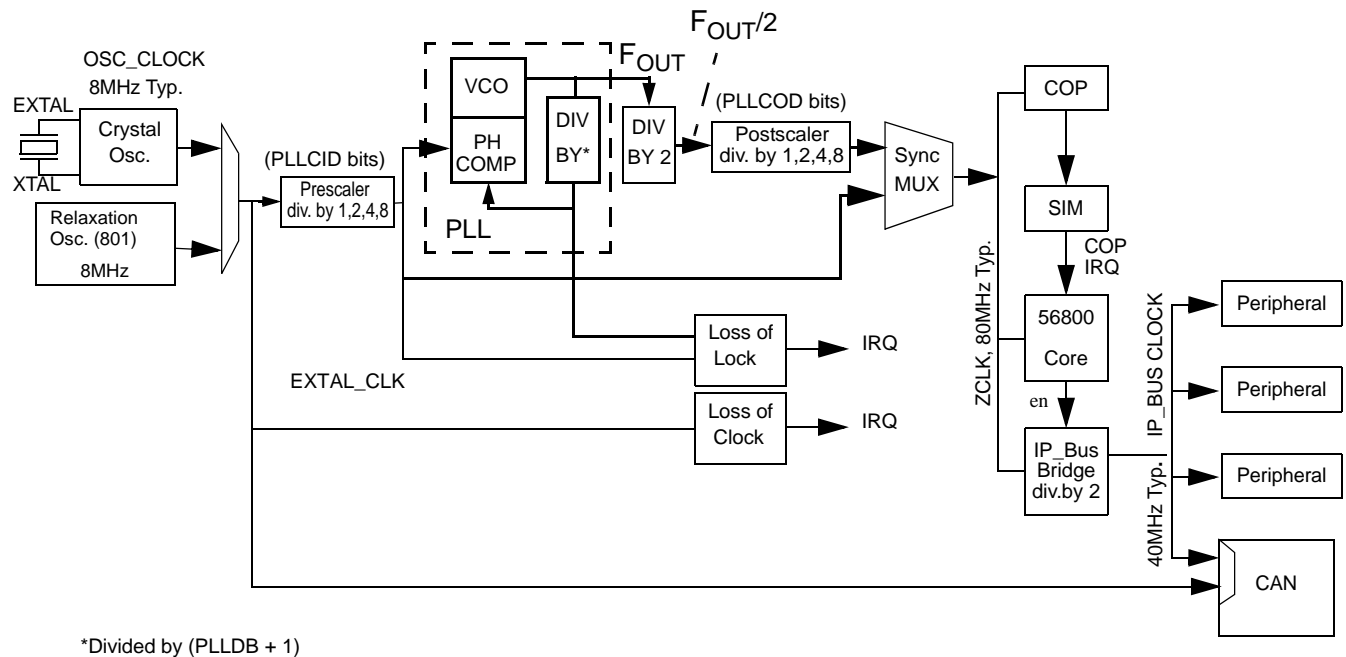 OSC_CLOCK
8MHz Typ.
EXTAL
XTAL
Crystal
Osc.
Relaxation
Osc. (801)
8MHz
(PLLCID bits)
Prescaler
div. by 1,2,4,8
VCO
PH
COMP
DIV
BY*
PLL
FOUT
FOUT/2
DIV
BY 2
(PLLCOD bits)
Postscaler
div. by 1,2,4,8
Sync
MUX
EXTAL_CLK
Loss of
Lock
IRQ
Loss of
Clock
IRQ
ZCLK, 80MHz Typ.
COP
SIM
COP
IRQ
56800
Core
en
IP_Bus
Bridge
div.by 2
IP_BUS CLOCK
40MHz Typ.
Peripheral
Peripheral
Peripheral
CAN
*Divided by (PLLDB + 1)